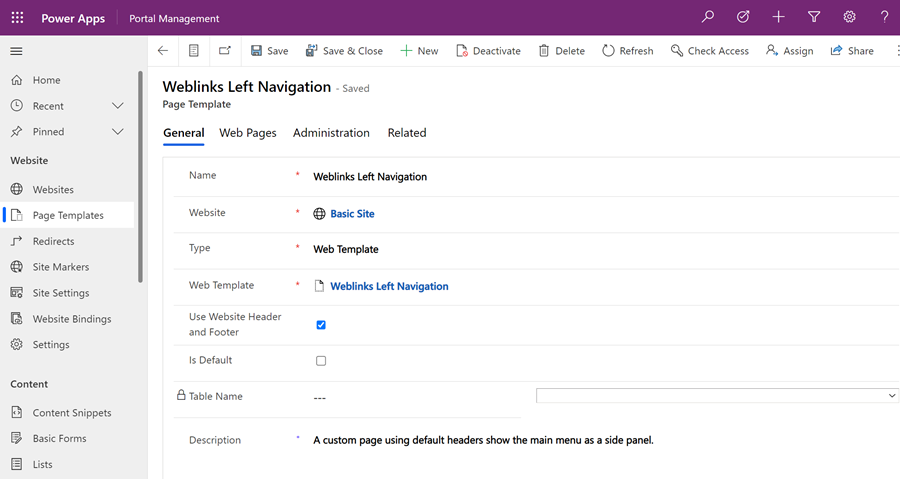 Power Apps Portal Management
Save Save & Close New Deactivate Delete Refresh Check Access Assign Share
Home
Recent
Pinned
Website
Websites
Page Templates
Redirects
Site Markers
Site Settings
Website Bindings
Settings
Content
Content Snippets
Basic Forms
Lists
Weblinks Left Navigation - Saved
Page Template
General Web Pages Administration Related
Name * Weblinks Left Navigation
Website * Basic Site
Type * Web Template
Web Template * Weblinks Left Navigation
Use Website Header
and Footer
Is Default
Table Name ---
Description * A custom page using default headers show the main menu as a side panel.